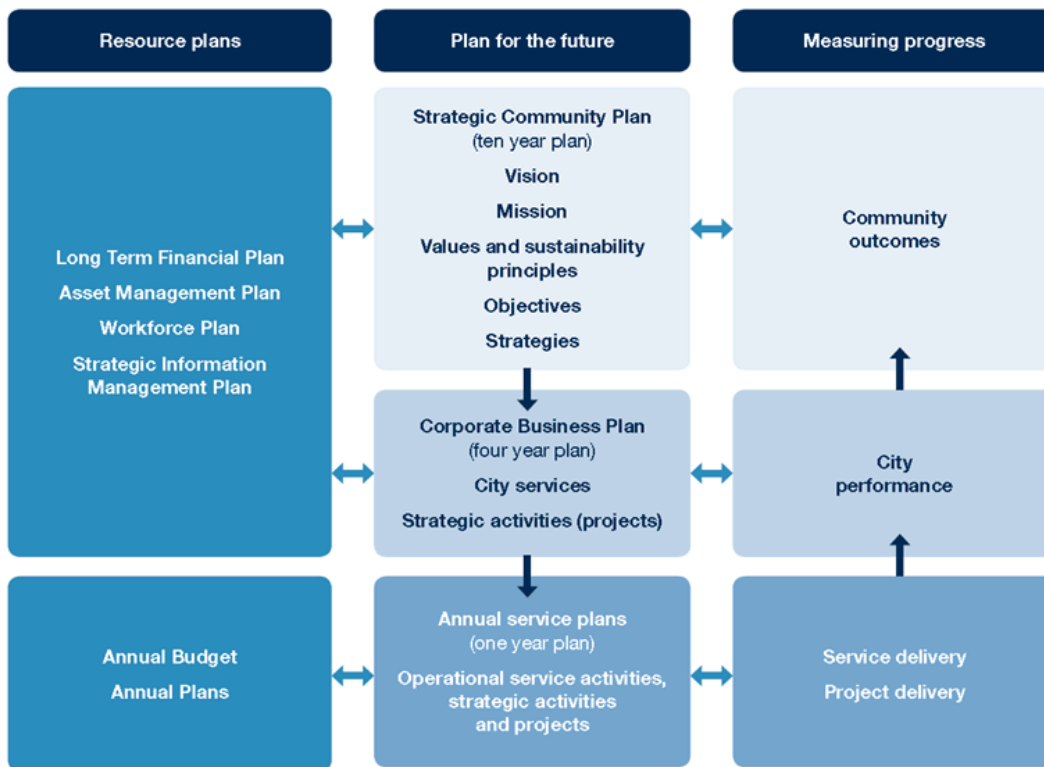 Resource plans
Plan for the future
Measuring progress
Long Term Financial Plan
Asset Management Plan
Workforce Plan
Strategic Information
Management Plan
Strategic Community Plan
(ten year plan)
Vision
Mission
Values and sustainability
principles
Objectives
Strategies
Community
outcomes
Corporate Business Plan
(four year plan)
City services
Strategic activities (projects)
City
performance
Annual Budget
Annual Plans
Annual service plans
(one year plan)
Operational service activities,
strategic activities
and projects
Service delivery
Project delivery